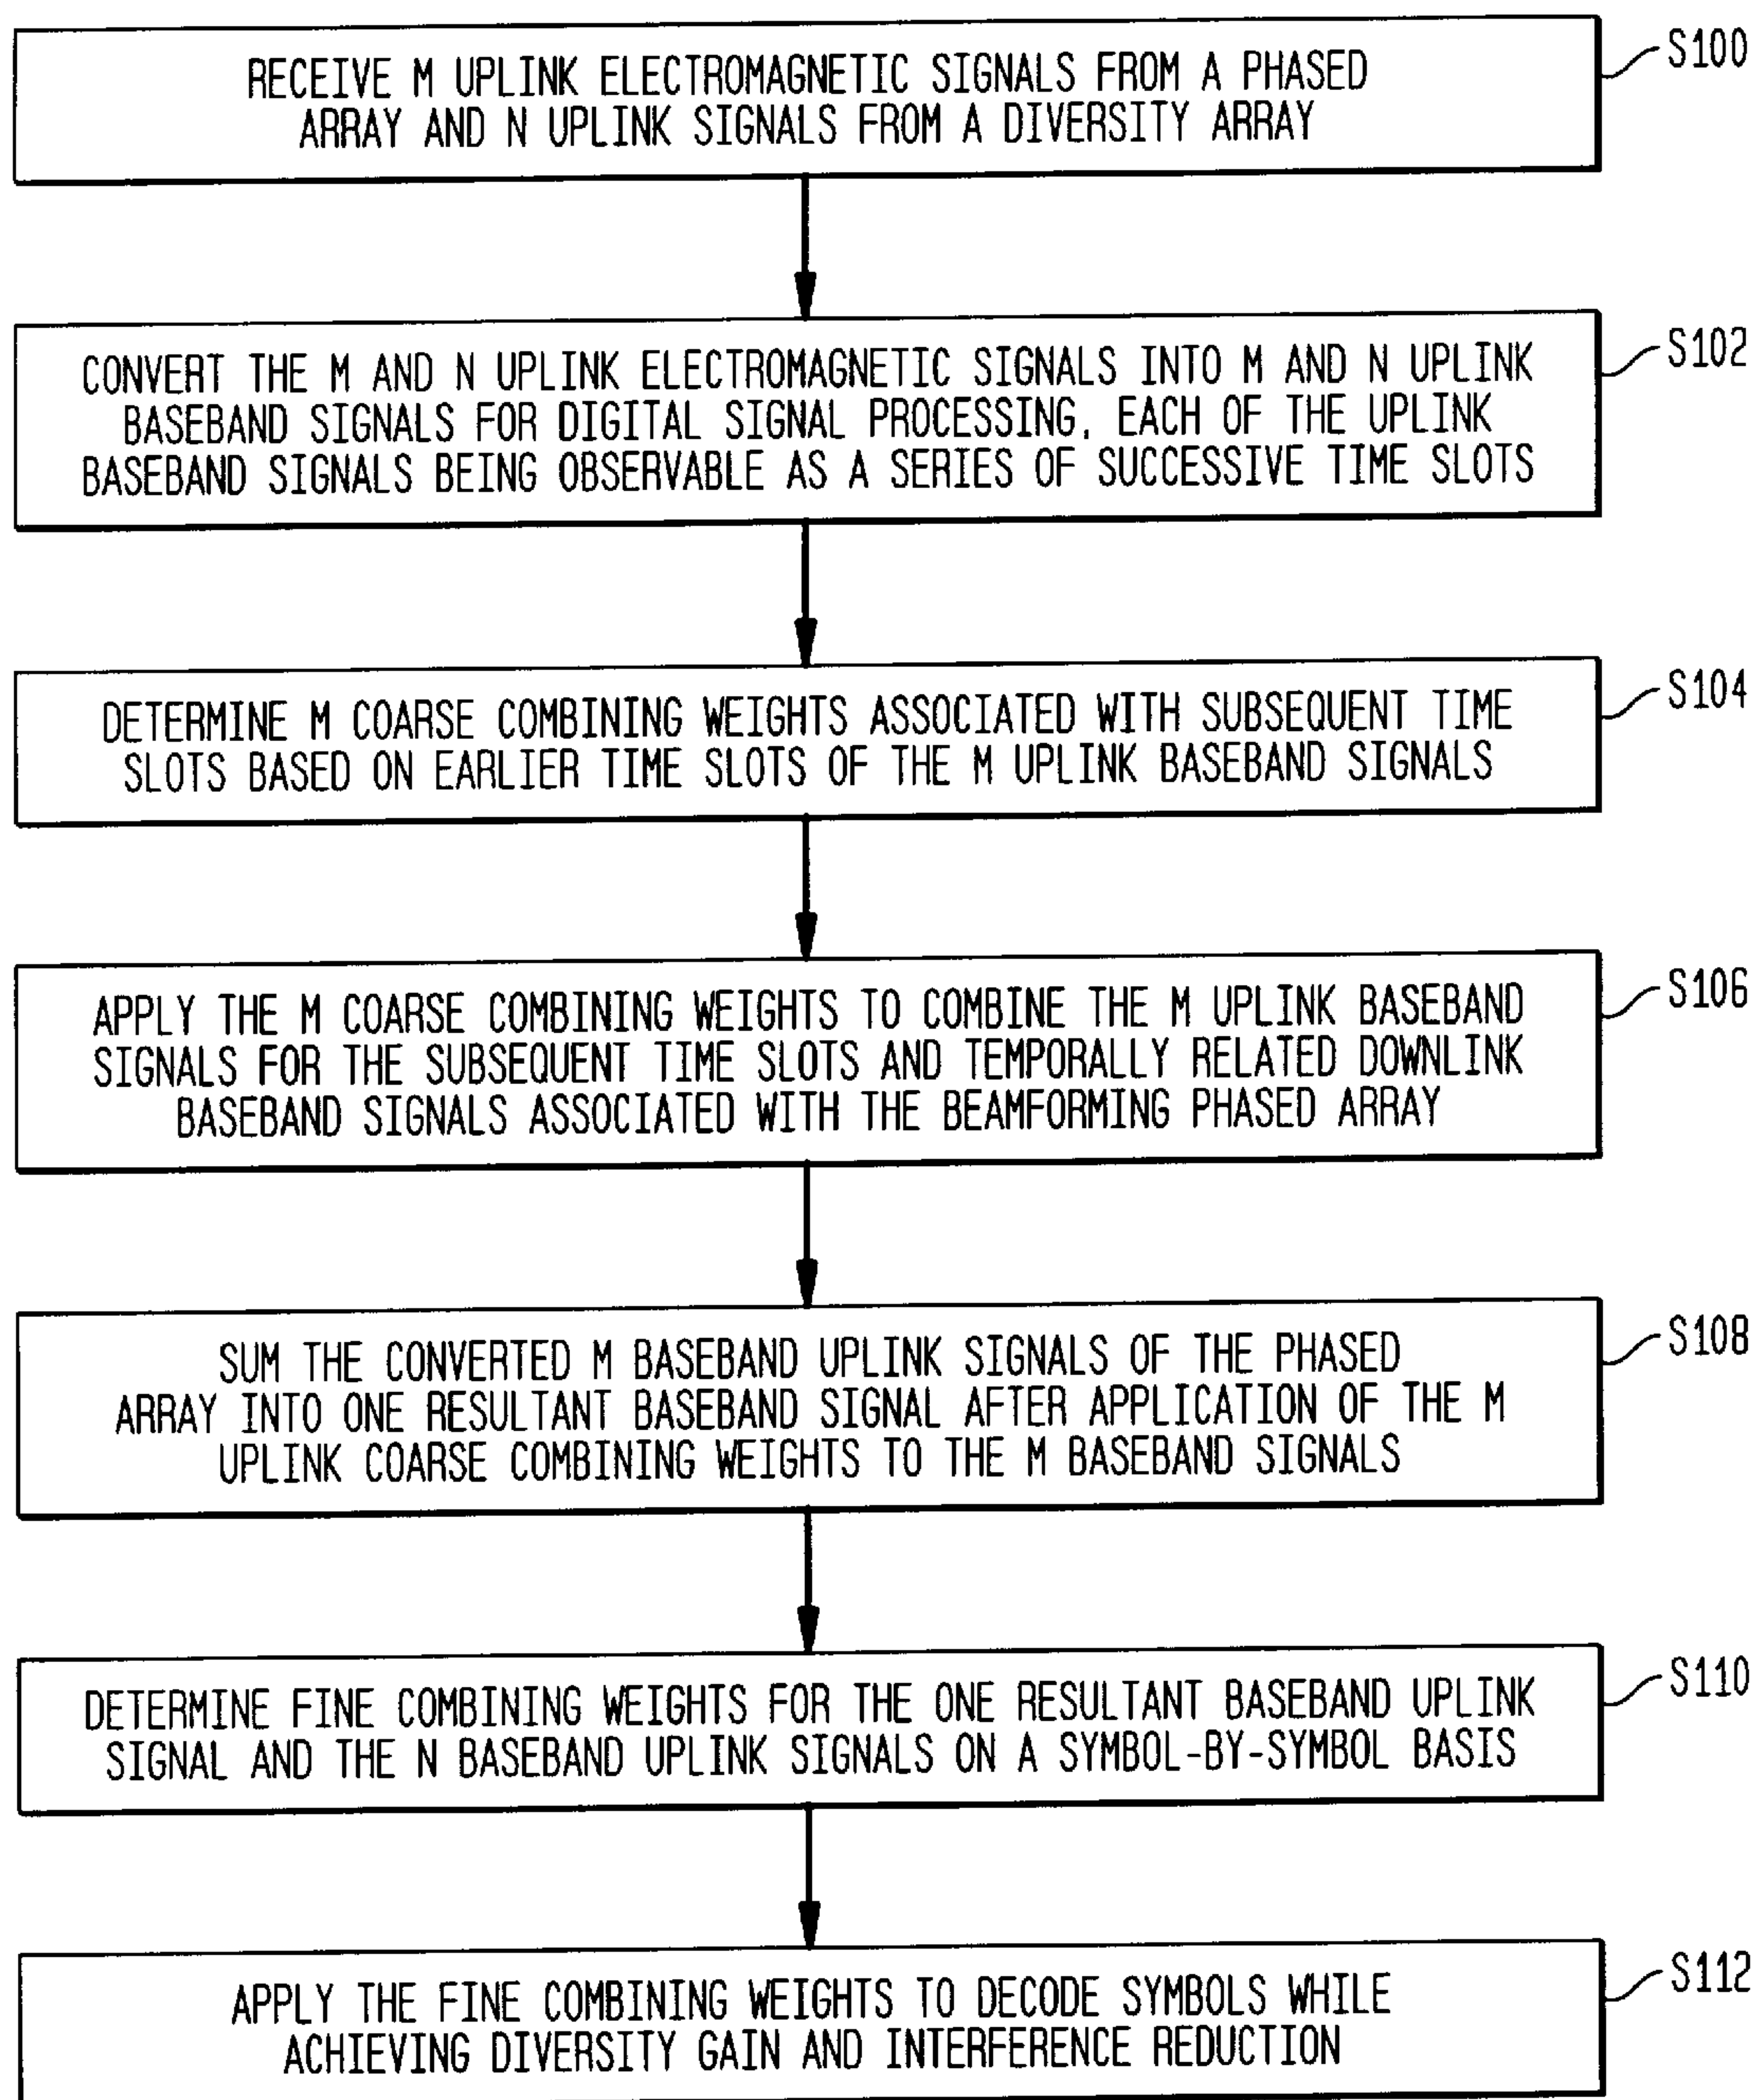 RECEIVE M UPLINK ELECTROMAGNETIC SIGNALS FROM A PHASED
ARRAY AND N UPLINK SIGNALS FROM A DIVERSITY ARRAY
S100
CONVERT THE M AND N UPLINK ELECTROMAGNETIC SIGNALS INTO M AND N UPLINK
BASEBAND SIGNALS FOR DIGITAL SIGNAL PROCESSING, EACH OF THE UPLINK
BASEBAND SIGNALS BEING OBSERVABLE AS A SERIES OF SUCCESSIVE TIME SLOTS
S102
DETERMINE M COARSE COMBINING WEIGHTS ASSOCIATED WITH SUBSEQUENT TIME
SLOTS BASED ON EARLIER TIME SLOTS OF THE M UPLINK BASEBAND SIGNALS
S104
APPLY THE M COARSE COMBINING WEIGHTS TO COMBINE THE M UPLINK BASEBAND
SIGNALS FOR THE SUBSEQUENT TIME SLOTS AND TEMPORALLY RELATED DOWNLINK
BASEBAND SIGNALS ASSOCIATED WITH THE BEAMFORMING PHASED ARRAY
S106
SUM THE CONVERTED M BASEBAND UPLINK SIGNALS OF THE PHASED
ARRAY INTO ONE RESULTANT BASEBAND SIGNAL AFTER APPLICATION OF THE M
UPLINK COARSE COMBINING WEIGHTS TO THE M BASEBAND SIGNALS
S108
DETERMINE FINE COMBINING WEIGHTS FOR THE ONE RESULTANT BASEBAND UPLINK
SIGNAL AND THE N BASEBAND UPLINK SIGNALS ON A SYMBOL-BY-SYMBOL BASIS
S110
APPLY THE FINE COMBINING WEIGHTS TO DECODE SYMBOLS WHILE
ACHIEVING DIVERSITY GAIN AND INTERFERENCE REDUCTION
S112